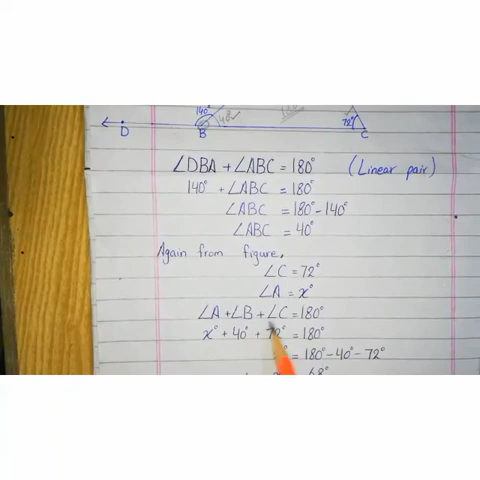 140°
40°
72°
D B C
∠DBA + ∠ABC = 180° (Linear pair)
140° + ∠ABC = 180°
∠ABC = 180° - 140°
∠ABC = 40°
Again from figure,
∠C = 72°
∠A = x°
∠A + ∠B + ∠C = 180°
x° + 40° + 72° = 180°
= 180° - 40° - 72°